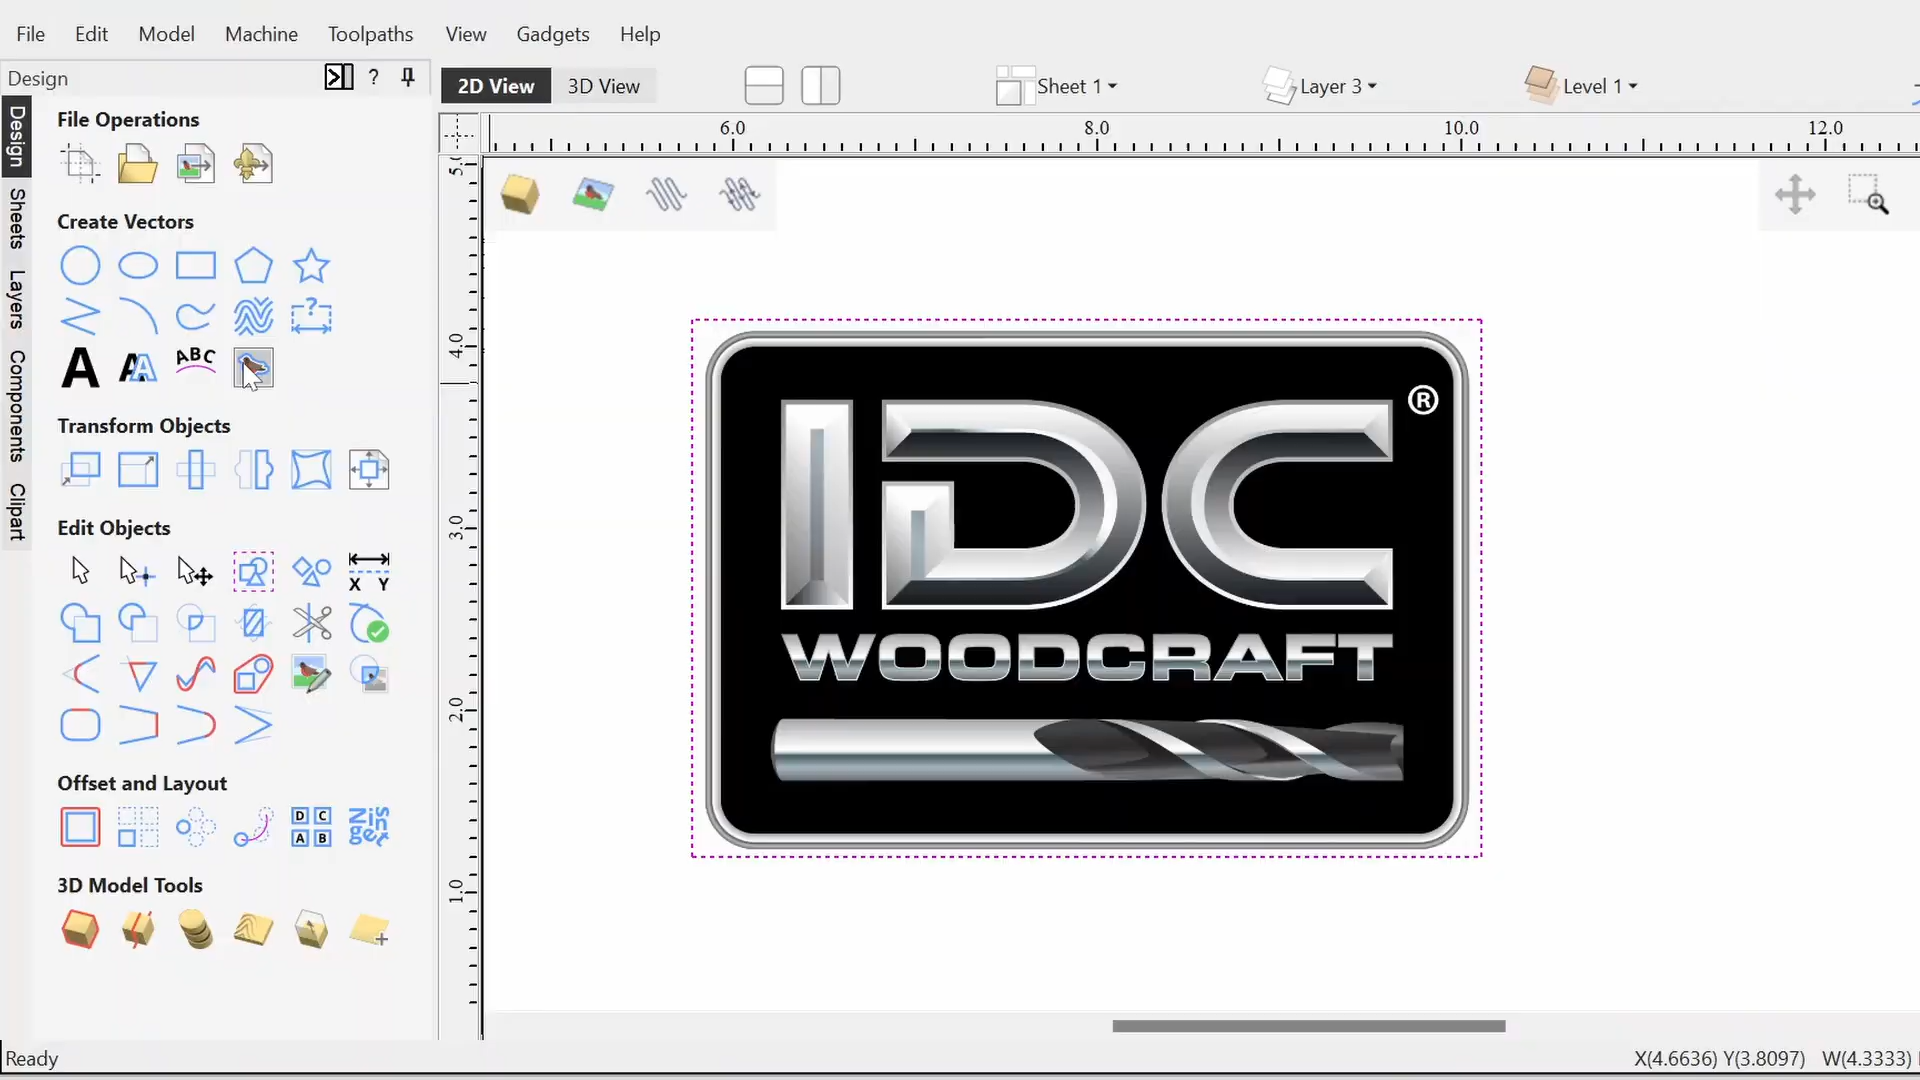 File Edit Model Machine Toolpaths View Gadgets Help
Design ?
2D View 3D View Sheet 1 Layer 3 Level 1
File Operations
Create Vectors
A A A ABC
Transform Objects
Edit Objects
X Y
Offset and Layout
D C
A B
3D Model Tools
Design
Sheets
Layers
Components
Clipart
6.0 8.0 10.0 12.0
4.0
3.0
2.0
1.0
IDC ®
WOODCRAFT
Ready
X(4.6636) Y(3.8097) W(4.3333)